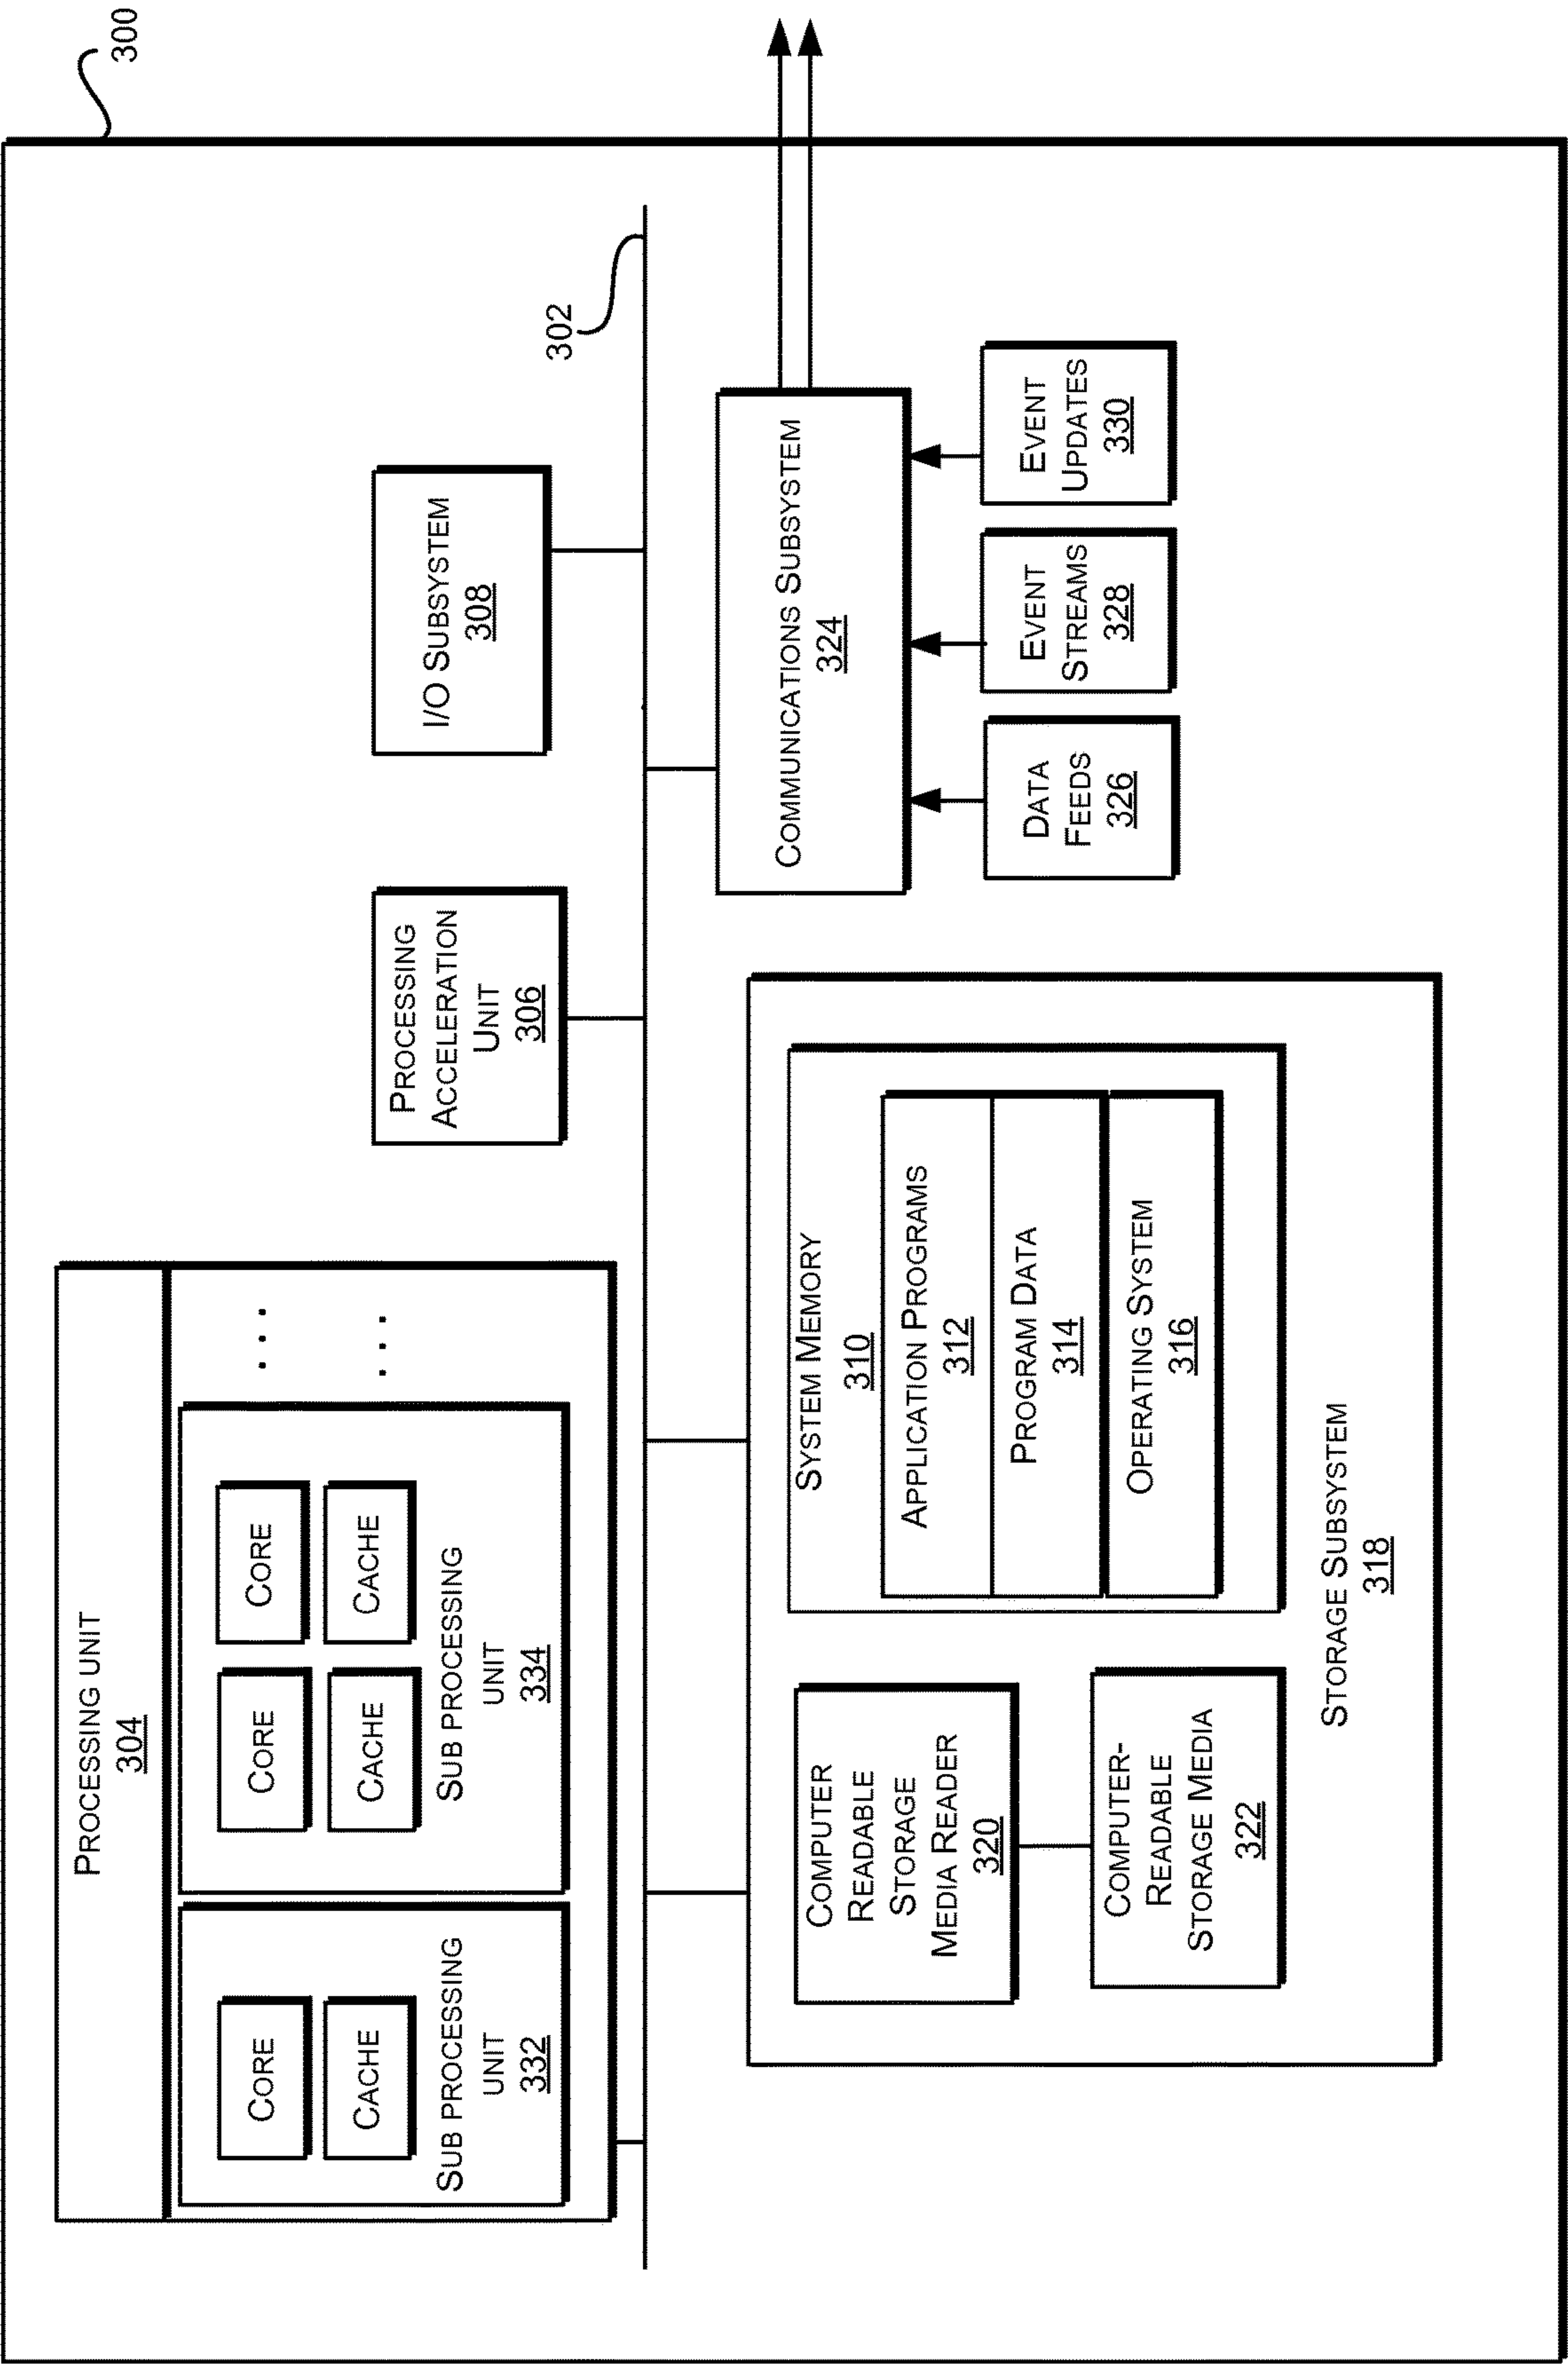 300
PROCESSING UNIT
304
CORE
CACHE
SUB PROCESSING
UNIT
332
CORE
CORE
CACHE
CACHE
SUB PROCESSING
UNIT
334
. . .
. . .
PROCESSING
ACCELERATION
UNIT
306
I/O SUBSYSTEM
308
302
COMPUTER
READABLE
STORAGE
MEDIA READER
320
COMPUTER-
READABLE
STORAGE MEDIA
322
SYSTEM MEMORY
310
APPLICATION PROGRAMS
312
PROGRAM DATA
314
OPERATING SYSTEM
316
STORAGE SUBSYSTEM
318
COMMUNICATIONS SUBSYSTEM
324
DATA
FEEDS
326
EVENT
STREAMS
328
EVENT
UPDATES
330